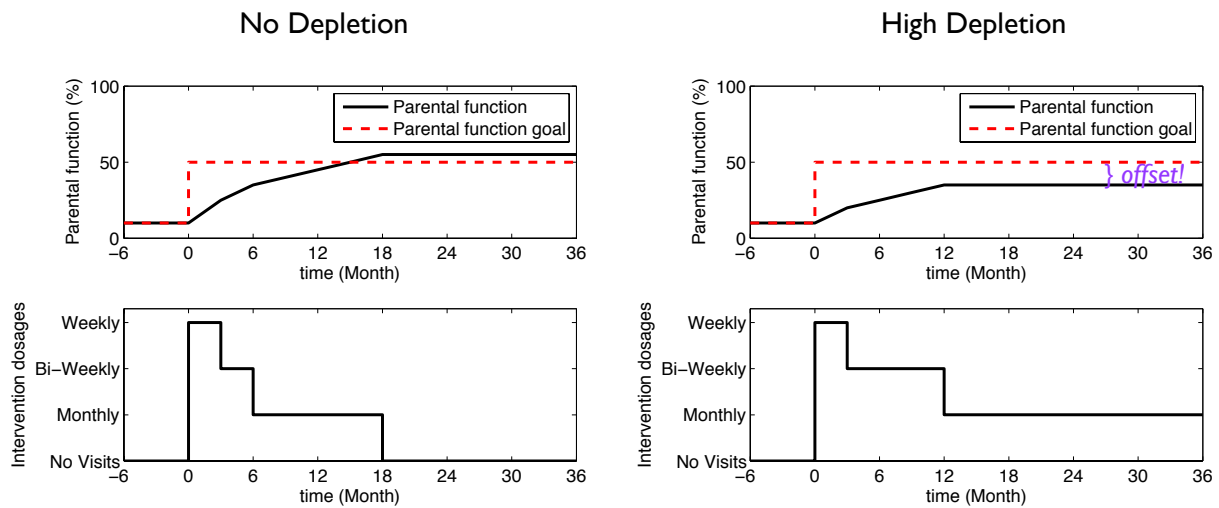 No Depletion
High Depletion
Parental function (%)
100
50
0
Parental function
Parental function goal
−6 0 6 12 18 24 30 36
time (Month)
Parental function (%)
100
50
0
Parental function
Parental function goal
} offset!
−6 0 6 12 18 24 30 36
time (Month)
Intervention dosages
Weekly
Bi−Weekly
Monthly
No Visits
−6 0 6 12 18 24 30 36
time (Month)
Intervention dosages
Weekly
Bi−Weekly
Monthly
No Visits
−6 0 6 12 18 24 30 36
time (Month)